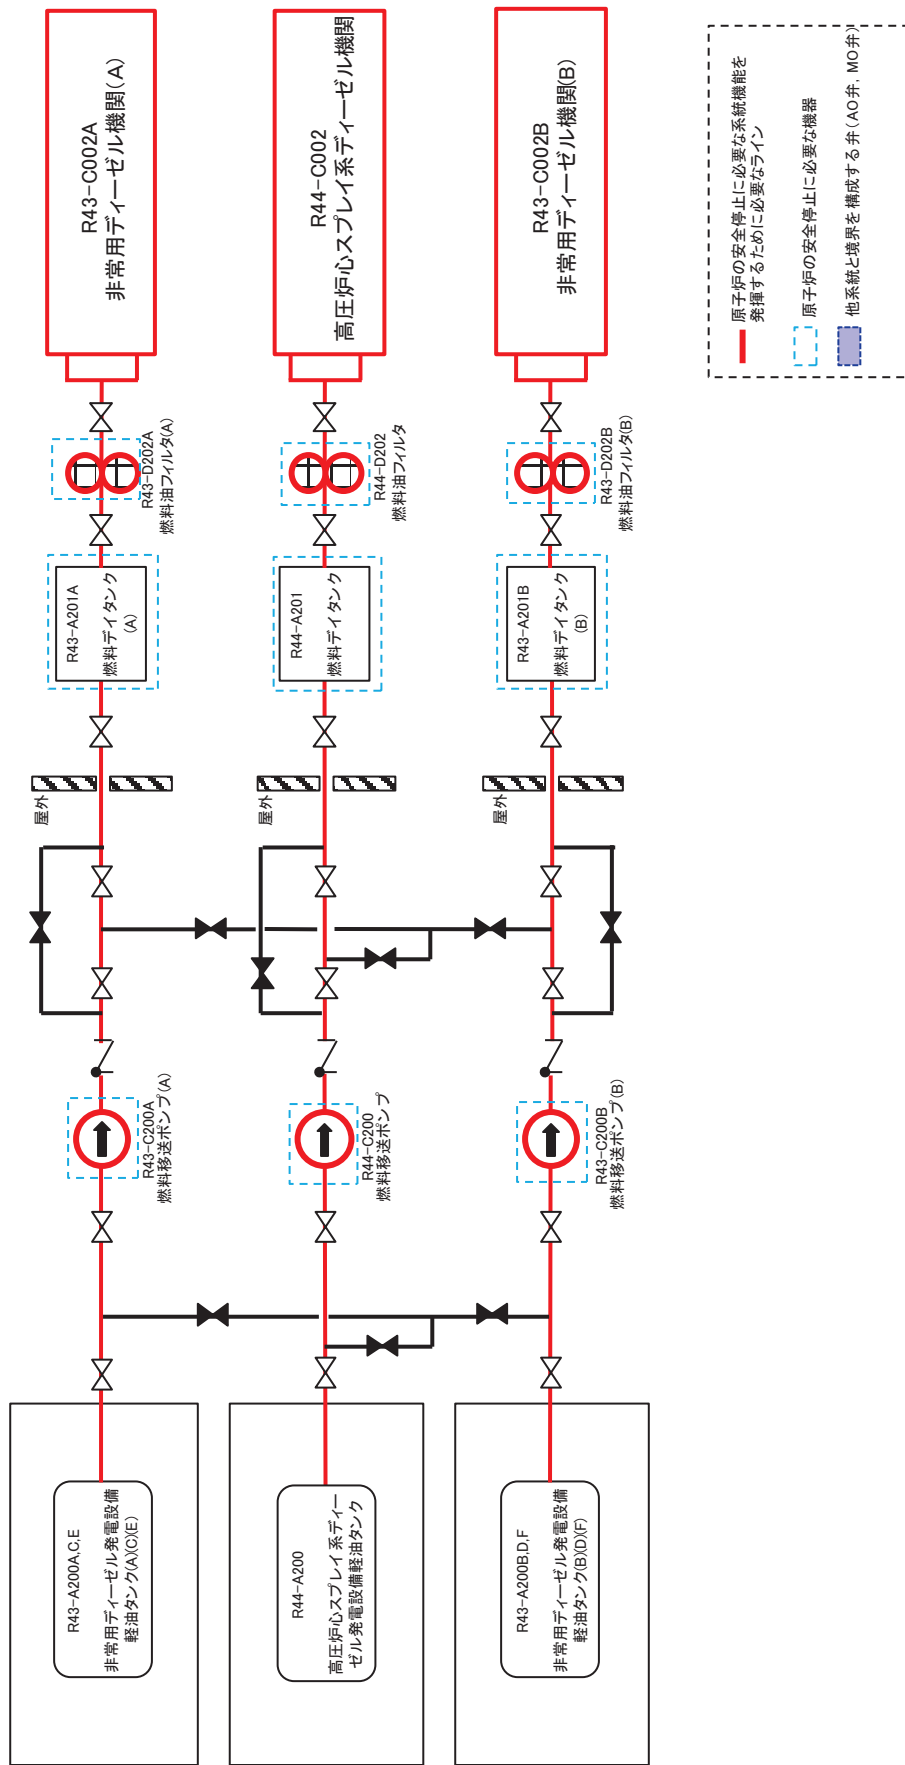 R43-C002A
非常用ディーゼル機関(A)
R44-C002
高圧炉心スプレイ系ディーゼル機関
R43-C002B
非常用ディーゼル機関(B)
原子炉の安全停止に必要な系統機能を
発揮するために必要なライン
原子炉の安全停止に必要な機器
他系統と境界を構成する弁(AO弁, MO弁)
R43-D202A
燃料油フィルタ(A)
R44-D202
燃料油フィルタ
R43-D202B
燃料油フィルタ(B)
R43-A201A
燃料デイタンク
(A)
R44-A201
燃料デイタンク
R43-A201B
燃料デイタンク
(B)
屋外
屋外
屋外
R43-C200A
燃料移送ポンプ(A)
R44-C200
燃料移送ポンプ
R43-C200B
燃料移送ポンプ(B)
R43-A200A,C,E
非常用ディーゼル発電設備
軽油タンク(A)(C)(E)
R44-A200
高圧炉心スプレイ系ディー
ゼル発電設備軽油タンク
R43-A200B,D,F
非常用ディーゼル発電設備
軽油タンク(B)(D)(F)